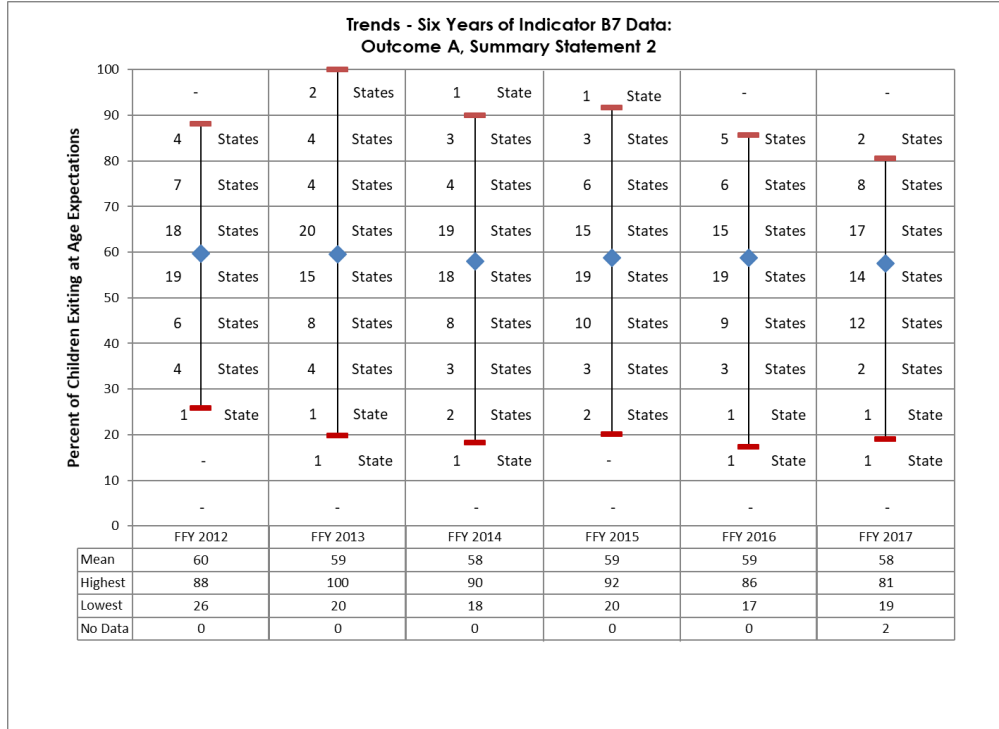 Trends - Six Years of Indicator B7 Data:
Outcome A, Summary Statement 2
Percent of Children Exiting at Age Expectations
100
- 2 States 1 State 1 State - -
90
4 States 4 States 3 States 3 States 5 States 2 States
80
7 States 4 States 4 States 6 States 6 States 8 States
70
18 States 20 States 19 States 15 States 15 States 17 States
60
19 States 15 States 18 States 19 States 19 States 14 States
50
6 States 8 States 8 States 10 States 9 States 12 States
40
4 States 4 States 3 States 3 States 3 States 2 States
30
1 State 1 State 2 States 2 States 1 State 1 State
20
- 1 State 1 State - 1 State 1 State
10
- - - - - -
0
FFY 2012 FFY 2013 FFY 2014 FFY 2015 FFY 2016 FFY 2017
Mean 60 59 58 59 59 58
Highest 88 100 90 92 86 81
Lowest 26 20 18 20 17 19
No Data 0 0 0 0 0 2